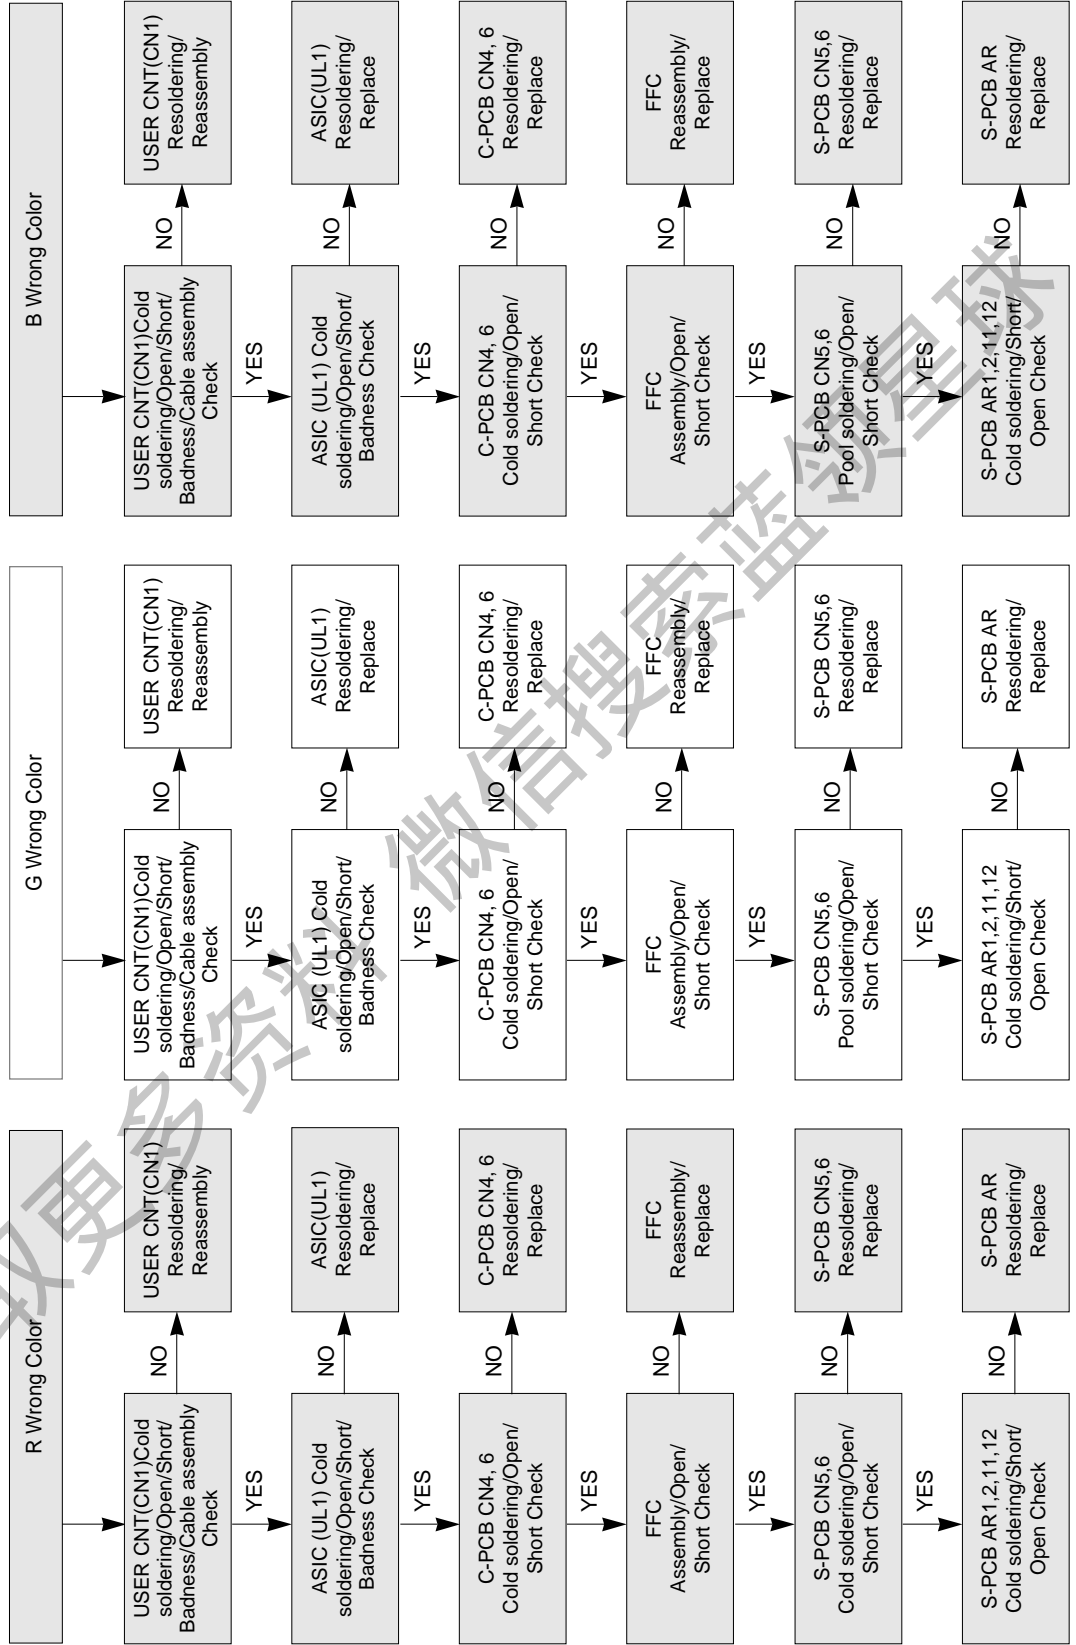 R Wrong Color
USER CNT(CN1)Cold
soldering/Open/Short/
Badness/Cable assembly
Check
NO
USER CNT(CN1)
Resoldering/
Reassembly
YES
ASIC (UL1) Cold
soldering/Open/Short/
Badness Check
NO
ASIC(UL1)
Resoldering/
Replace
YES
C-PCB CN4, 6
Cold soldering/Open/
Short Check
NO
C-PCB CN4, 6
Resoldering/
Replace
YES
FFC
Assembly/Open/
Short Check
NO
FFC
Reassembly/
Replace
YES
S-PCB CN5,6
Cold soldering/Open/
Short Check
NO
S-PCB CN5,6
Resoldering/
Replace
YES
S-PCB AR1,2,11,12
Cold soldering/Short/
Open Check
NO
S-PCB AR
Resoldering/
Replace
G Wrong Color
USER CNT(CN1)Cold
soldering/Open/Short/
Badness/Cable assembly
Check
NO
USER CNT(CN1)
Resoldering/
Reassembly
YES
ASIC (UL1) Cold
soldering/Open/Short/
Badness Check
NO
ASIC(UL1)
Resoldering/
Replace
YES
C-PCB CN4, 6
Cold soldering/Open/
Short Check
NO
C-PCB CN4, 6
Resoldering/
Replace
YES
FFC
Assembly/Open/
Short Check
NO
FFC
Reassembly/
Replace
YES
S-PCB CN5,6
Pool soldering/Open/
Short Check
NO
S-PCB CN5,6
Resoldering/
Replace
YES
S-PCB AR1,2,11,12
Cold soldering/Short/
Open Check
NO
S-PCB AR
Resoldering/
Replace
B Wrong Color
USER CNT(CN1)Cold
soldering/Open/Short/
Badness/Cable assembly
Check
NO
USER CNT(CN1)
Resoldering/
Reassembly
YES
ASIC (UL1) Cold
soldering/Open/Short/
Badness Check
NO
ASIC(UL1)
Resoldering/
Replace
YES
C-PCB CN4, 6
Cold soldering/Open/
Short Check
NO
C-PCB CN4, 6
Resoldering/
Replace
YES
FFC
Assembly/Open/
Short Check
NO
FFC
Reassembly/
Replace
YES
S-PCB CN5,6
Pool soldering/Open/
Short Check
NO
S-PCB CN5,6
Resoldering/
Replace
YES
S-PCB AR1,2,11,12
Cold soldering/Short/
Open Check
NO
S-PCB AR
Resoldering/
Replace
取更多资料 微信搜索蓝领星球